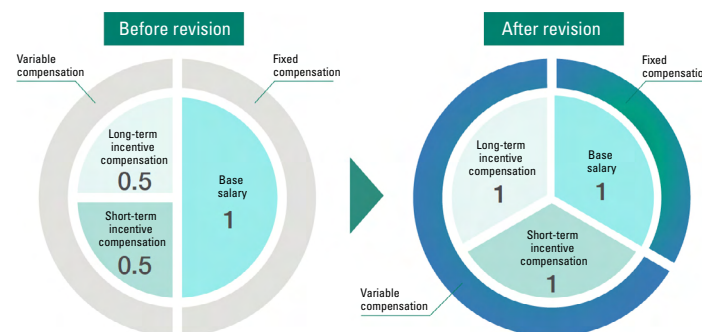 Before revision
Variable
compensation
Fixed
compensation
Long-term
incentive
compensation
0.5
Short-term
incentive
compensation
0.5
Base
salary
1
After revision
Fixed
compensatio
Long-term
incentive
compensation
1
Base
salary
1
Short-term
incentive
compensation
1
Variable
compensation